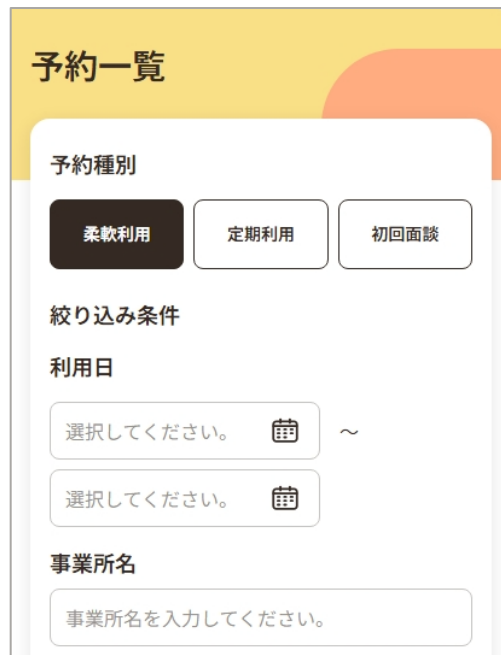 予約一覧
予約種別
柔軟利用 定期利用 初回面談
絞り込み条件
利用日
選択してください。 ～
選択してください。
事業所名
事業所名を入力してください。